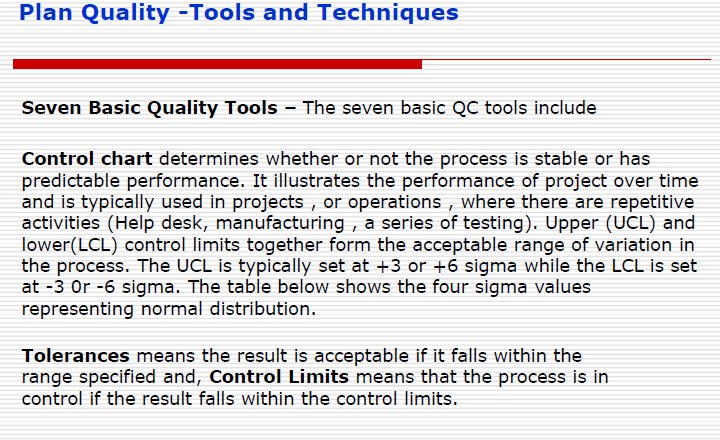 Plan Quality -Tools and Techniques
Seven Basic Quality Tools – The seven basic QC tools include
Control chart determines whether or not the process is stable or has
predictable performance. It illustrates the performance of project over time
and is typically used in projects , or operations , where there are repetitive
activities (Help desk, manufacturing , a series of testing). Upper (UCL) and
lower(LCL) control limits together form the acceptable range of variation in
the process. The UCL is typically set at +3 or +6 sigma while the LCL is set
at -3 0r -6 sigma. The table below shows the four sigma values
representing normal distribution.
Tolerances means the result is acceptable if it falls within the
range specified and, Control Limits means that the process is in
control if the result falls within the control limits.